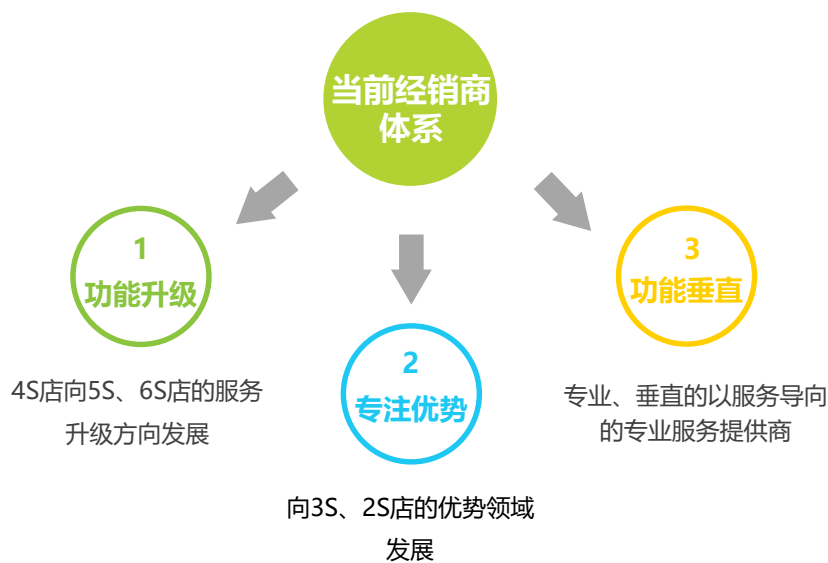 当前经销商
体系
1
功能升级
4S店向5S、6S店的服务
升级方向发展
2
专注优势
向3S、2S店的优势领域
发展
3
功能垂直
专业、垂直的以服务导向
的专业服务提供商